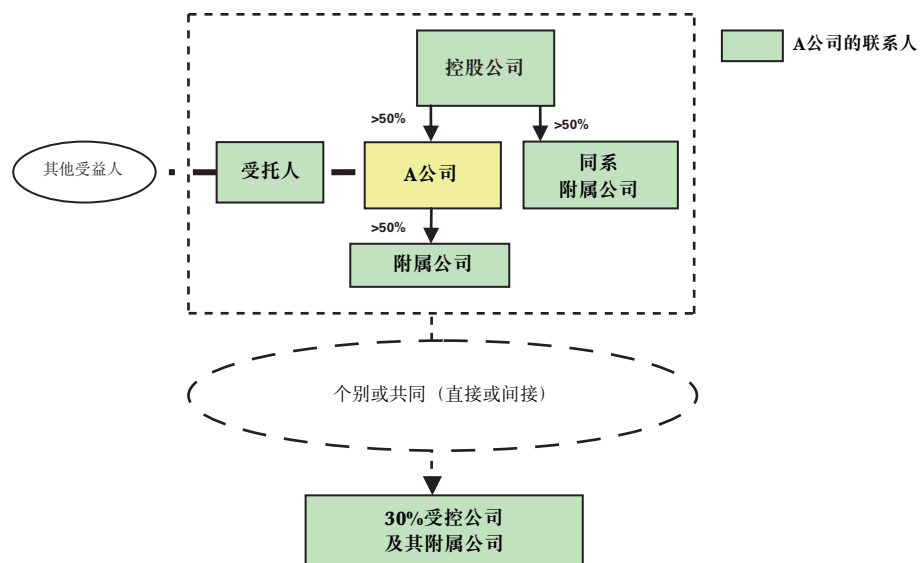 A公司的联系人
控股公司
>50%
>50%
其他受益人
受托人
A公司
同系
附属公司
>50%
附属公司
个别或共同（直接或间接）
30%受控公司
及其附属公司